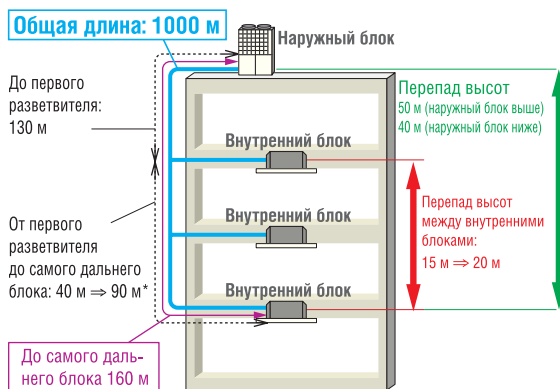 Общая длина: 1000 м
Наружный блок
До первого
разветвителя:
130 м
Перепад высот
50 м (наружный блок выше)
40 м (наружный блок ниже)
Внутренний блок
Перепад высот
между внутренними
блоками:
15 м ⇒ 20 м
Внутренний блок
От первого
разветвителя
до самого дальнего
блока: 40 м ⇒ 90 м*
Внутренний блок
До самого даль-
него блока 160 м